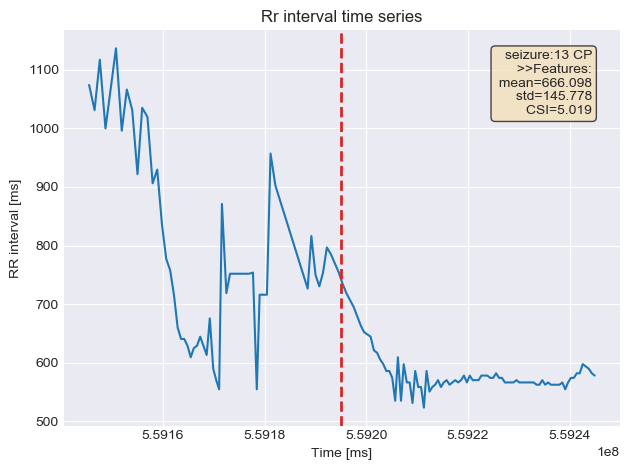 Rr interval time series
seizure:13 CP
>>Features:
mean=666.098
std=145.778
CSI=5.019
RR interval [ms]
1100
1000
900
800
700
600
500
5.5916 5.5918 5.5920 5.5922 5.5924
Time [ms]
1e8